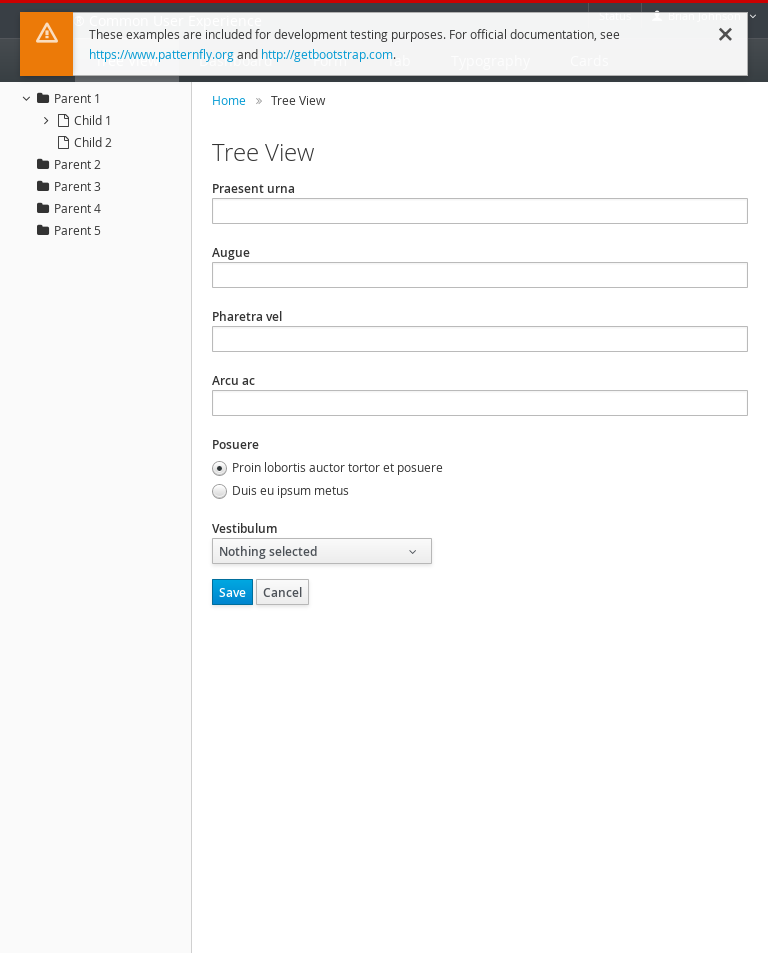 Common User Experience
These examples are included for development testing purposes. For official documentation, see
https://www.patternfly.org and http://getbootstrap.com.
Typography Cards
Parent 1
Child 1
Child 2
Parent 2
Parent 3
Parent 4
Parent 5
Home » Tree View
Tree View
Praesent urna
Augue
Pharetra vel
Arcu ac
Posuere
Proin lobortis auctor tortor et posuere
Duis eu ipsum metus
Vestibulum
Nothing selected
Save Cancel